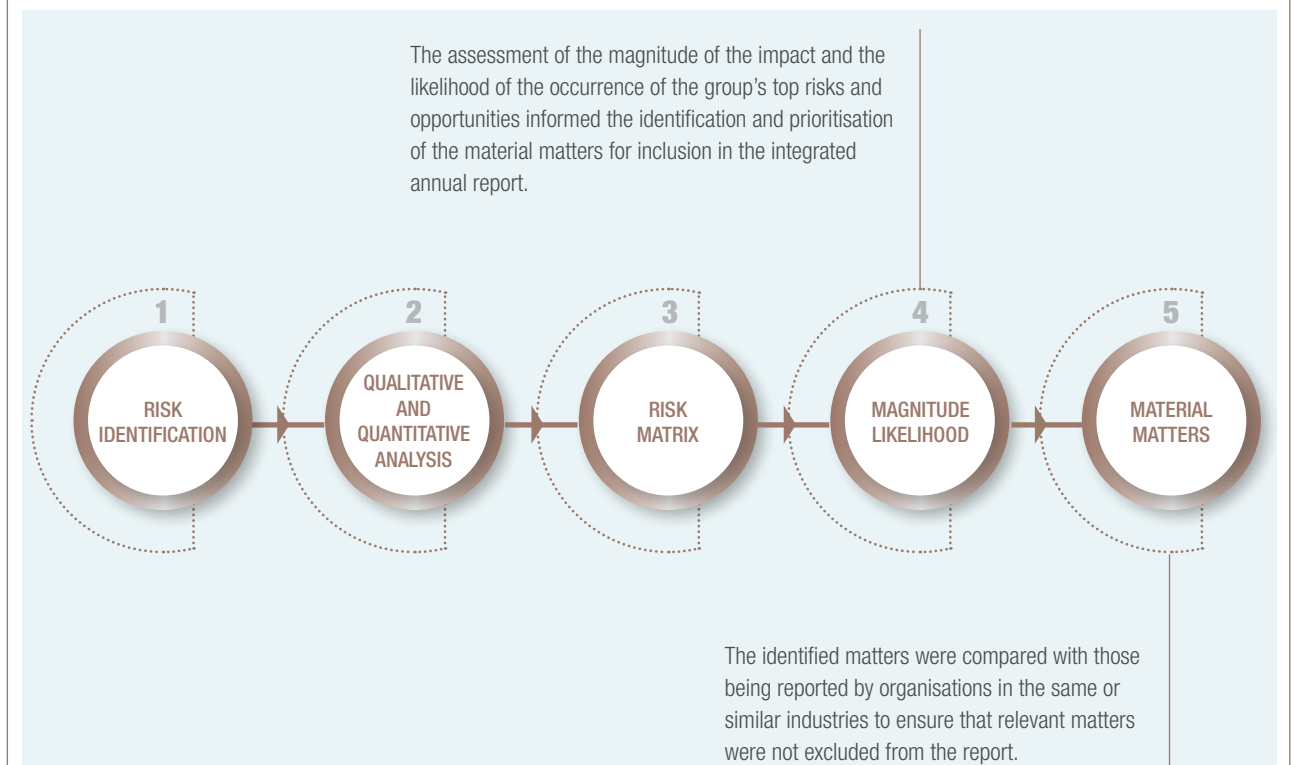 The assessment of the magnitude of the impact and the
likelihood of the occurrence of the group’s top risks and
opportunities informed the identification and prioritisation
of the material matters for inclusion in the integrated
annual report.
1
RISK
IDENTIFICATION
2
QUALITATIVE
AND
QUANTITATIVE
ANALYSIS
3
RISK
MATRIX
4
MAGNITUDE
LIKELIHOOD
5
MATERIAL
MATTERS
The identified matters were compared with those
being reported by organisations in the same or
similar industries to ensure that relevant matters
were not excluded from the report.